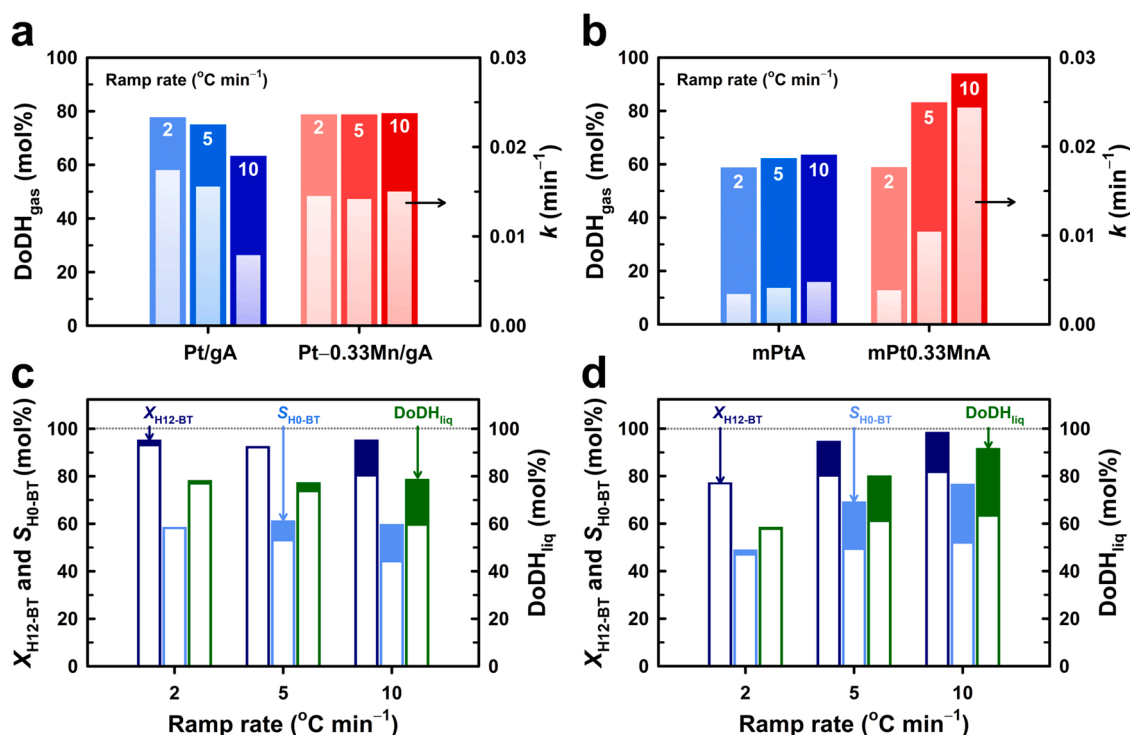 a
Ramp rate (°C min⁻¹)
DoDHgas (mol%)
100
80
60
40
20
0
2
5
10
2
5
10
0.03
0.02
0.01
0.00
k (min⁻¹)
Pt/gA
Pt–0.33Mn/gA
b
Ramp rate (°C min⁻¹)
DoDHgas (mol%)
100
80
60
40
20
0
2
5
10
2
5
10
0.03
0.02
0.01
0.00
k (min⁻¹)
mPtA
mPt0.33MnA
c
XH12-BT and SH0-BT (mol%)
100
80
60
40
20
0
XH12-BT
SH0-BT
DoDHliq
100
80
60
40
20
0
DoDHliq (mol%)
2
5
10
Ramp rate (°C min⁻¹)
d
XH12-BT and SH0-BT (mol%)
100
80
60
40
20
0
XH12-BT
SH0-BT
DoDHliq
100
80
60
40
20
0
DoDHliq (mol%)
2
5
10
Ramp rate (°C min⁻¹)